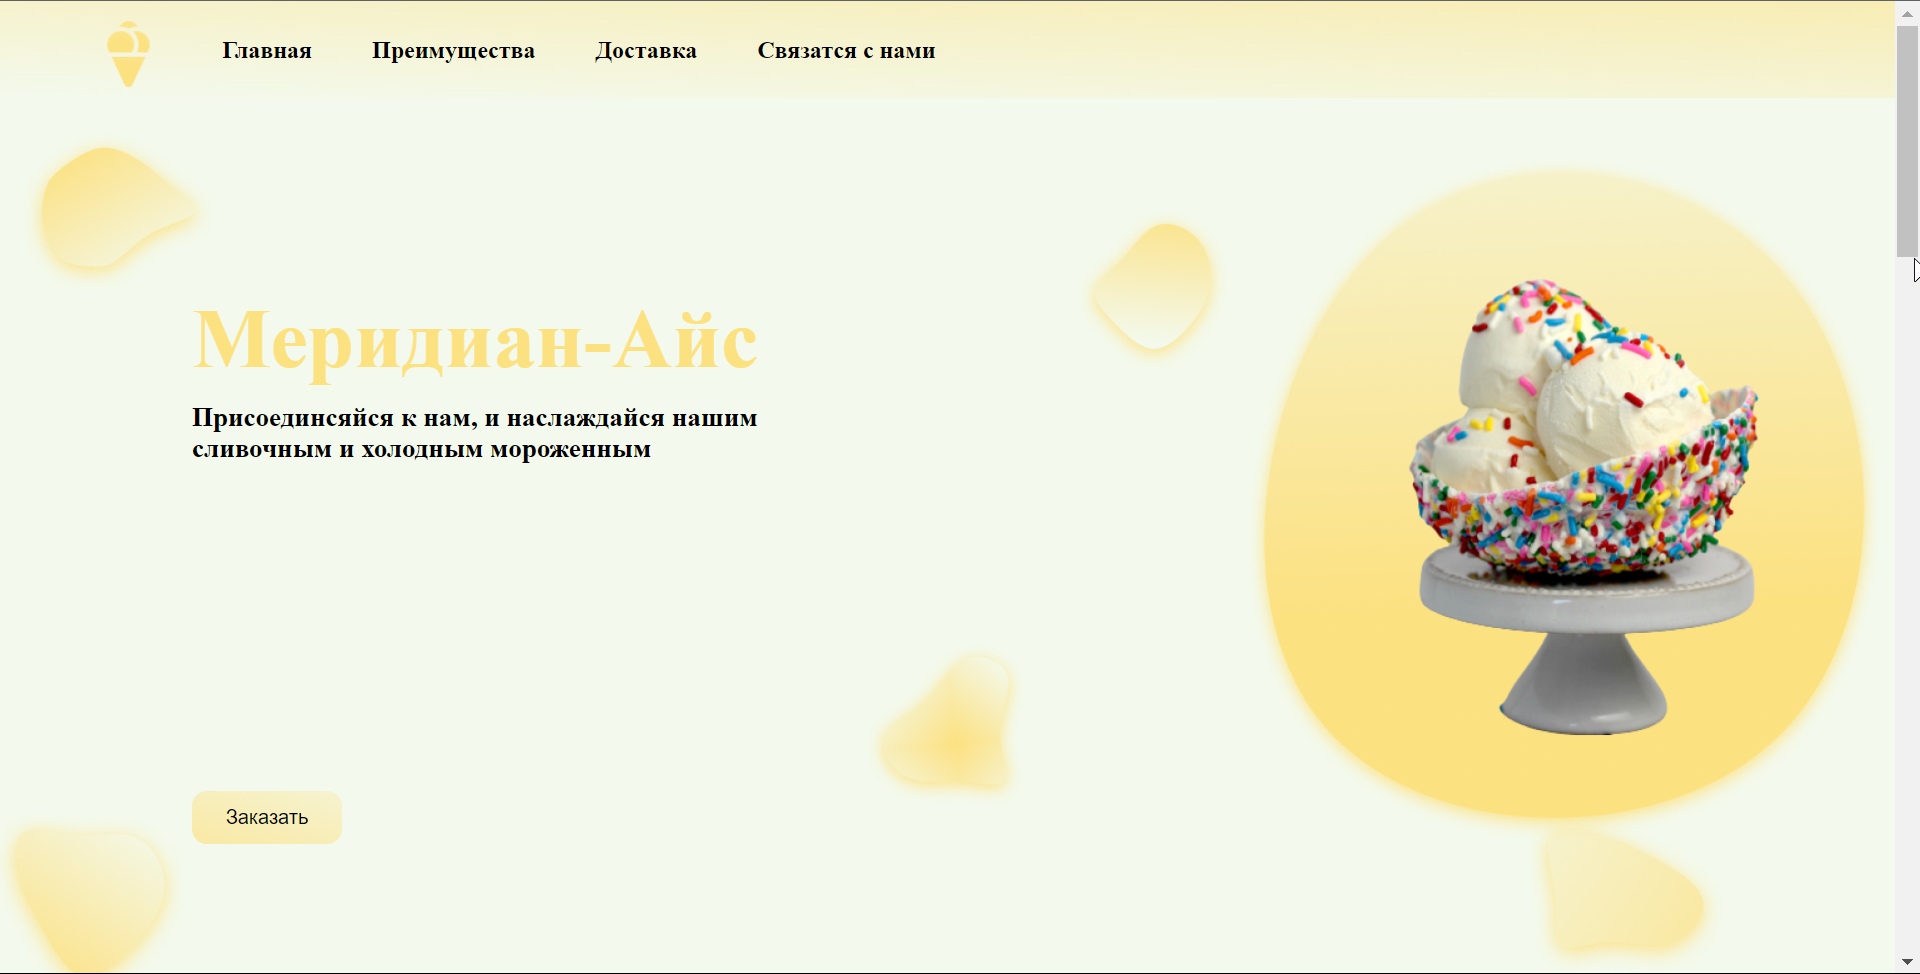 Главная Преимущества Доставка Связатся с нами
Меридиан-Айс
Присоединсяйся к нам, и наслаждайся нашим
сливочным и холодным мороженным
Заказать